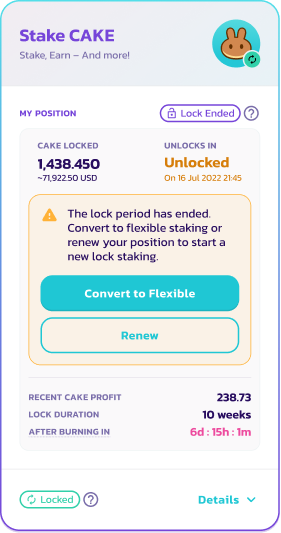 Stake CAKE
Stake, Earn – And more!
MY POSITION
Lock Ended
CAKE LOCKED
UNLOCKS IN
1,438.450
Unlocked
~71,922.50 USD
On 16 Jul 2022 21:45
The lock period has ended.
Convert to flexible staking or
renew your position to start a
new lock staking.
Convert to Flexible
Renew
RECENT CAKE PROFIT
238.73
LOCK DURATION
10 weeks
AFTER BURNING IN
6d : 15h : 1m
Locked
Details